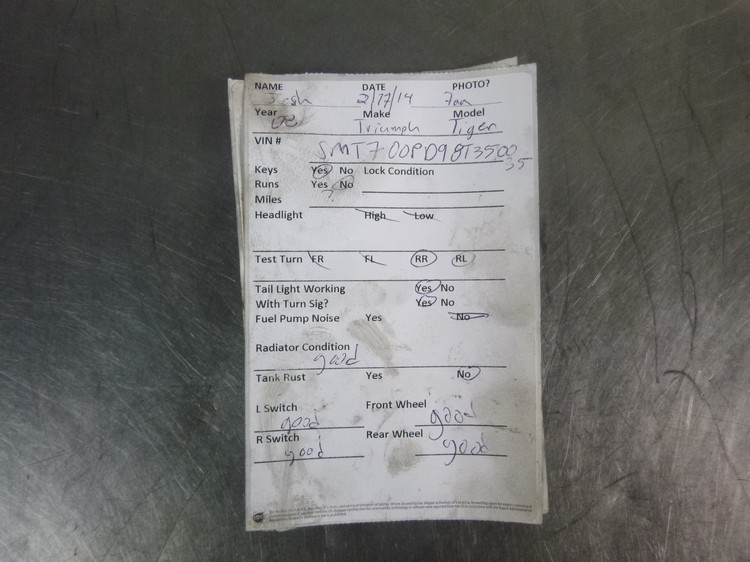 NAME DATE PHOTO?
Josh 2/17/14
Year Make Model
Triumph Tiger
VIN #
SMT700PD98T3500
35
Keys Yes No Lock Condition
Runs Yes No
Miles ?
Headlight High Low
Test Turn FR FL RR RL
Tail Light Working Yes No
With Turn Sig? Yes No
Fuel Pump Noise Yes No
Radiator Condition
good
Tank Rust Yes No
L Switch Front Wheel
good good
R Switch Rear Wheel
good good